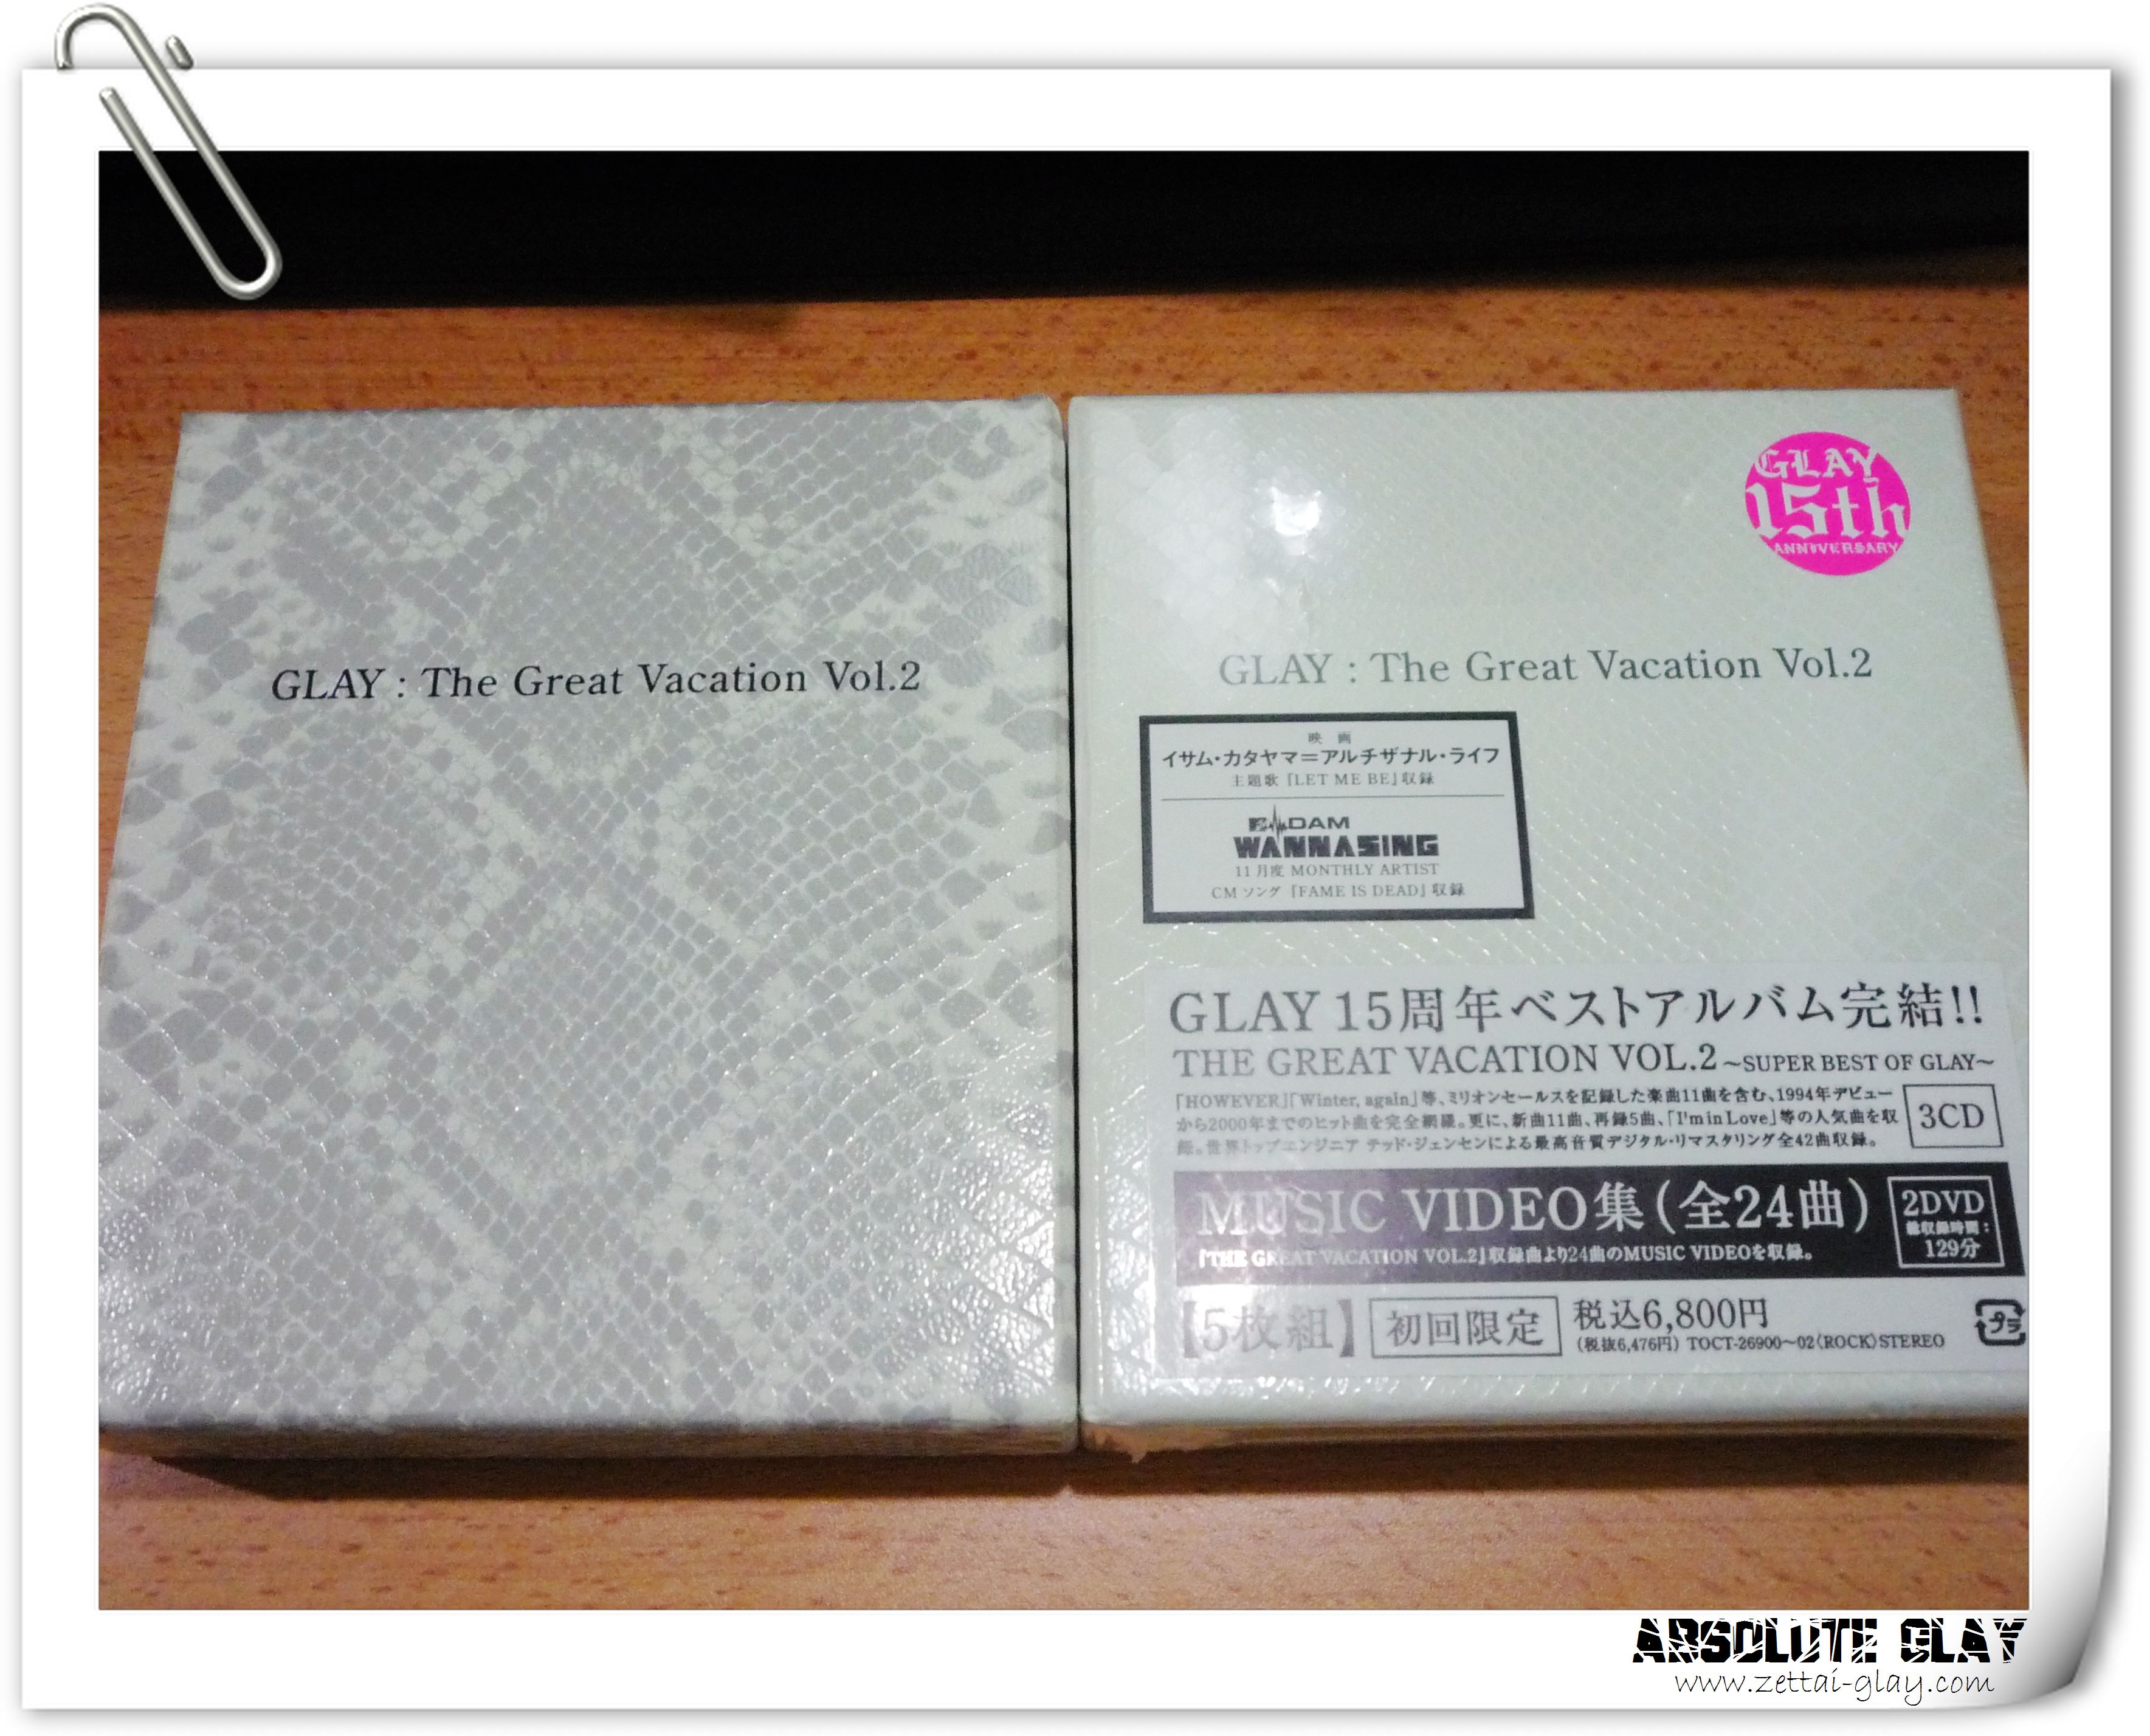 GLAY : The Great Vacation Vol.2
GLAY
15th
ANNIVERSARY
GLAY : The Great Vacation Vol.2
映 画
イサム・カタヤマ＝アルチザナル・ライフ
主題歌「LET ME BE」収録
DAM
WANNASING
11月度 MONTHLY ARTIST
CMソング「FAME IS DEAD」収録
GLAY 15周年ベストアルバム完結!!
THE GREAT VACATION VOL.2 ～SUPER BEST OF GLAY～
「HOWEVER」「Winter, again」等、ミリオンセールスを記録した楽曲11曲を含む、1994年デビュー
から2000年までのヒット曲を完全網羅。更に、新曲11曲、再録5曲、「I'm in Love」等の人気曲を収
録。世界トップエンジニア テッド・ジェンセンによる最高音質デジタル・リマスタリング全42曲収録。
3CD
MUSIC VIDEO集（全24曲）
『THE GREAT VACATION VOL.2』収録曲より24曲のMUSIC VIDEOを収録。
2DVD
総収録時間：
129分
【5枚組】 初回限定 税込6,800円
（税抜6,476円） TOCT-26900～02〈ROCK〉STEREO
プラ
ABSOLUTE GLAY
www.zettai-glay.com